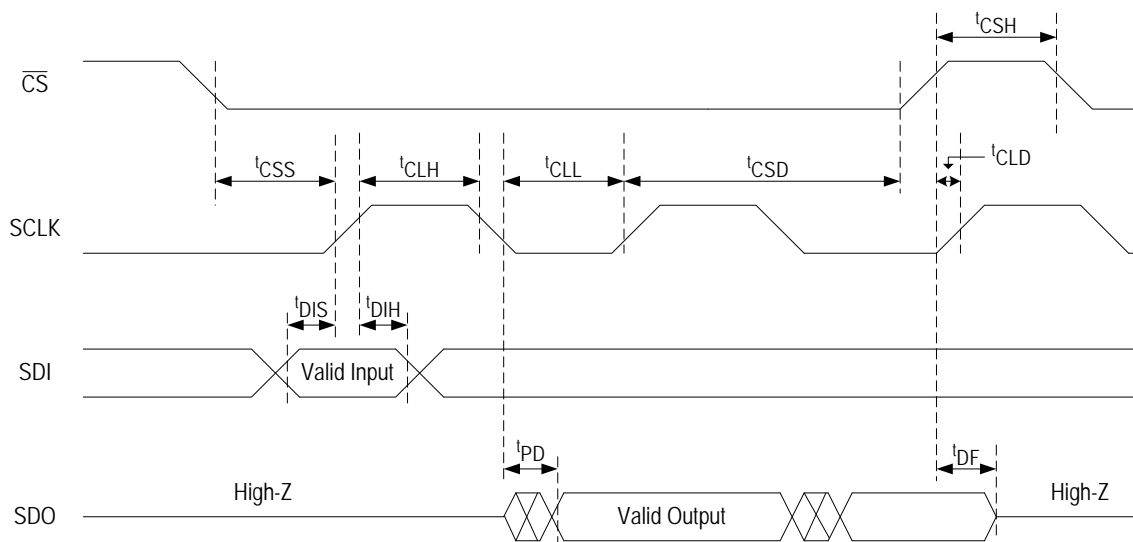 tCSH
CS
tCLD
tCSS
tCLH
tCLL
tCSD
SCLK
tDIS
tDIH
SDI
Valid Input
tPD
tDF
High-Z
High-Z
SDO
Valid Output